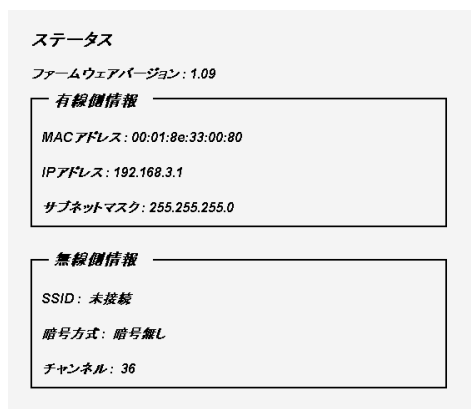 ステータス
ファームウェアバージョン : 1.09
有線側情報
MACアドレス : 00:01:8e:33:00:80
IPアドレス : 192.168.3.1
サブネットマスク : 255.255.255.0
無線側情報
SSID : 未接続
暗号方式 : 暗号無し
チャンネル : 36